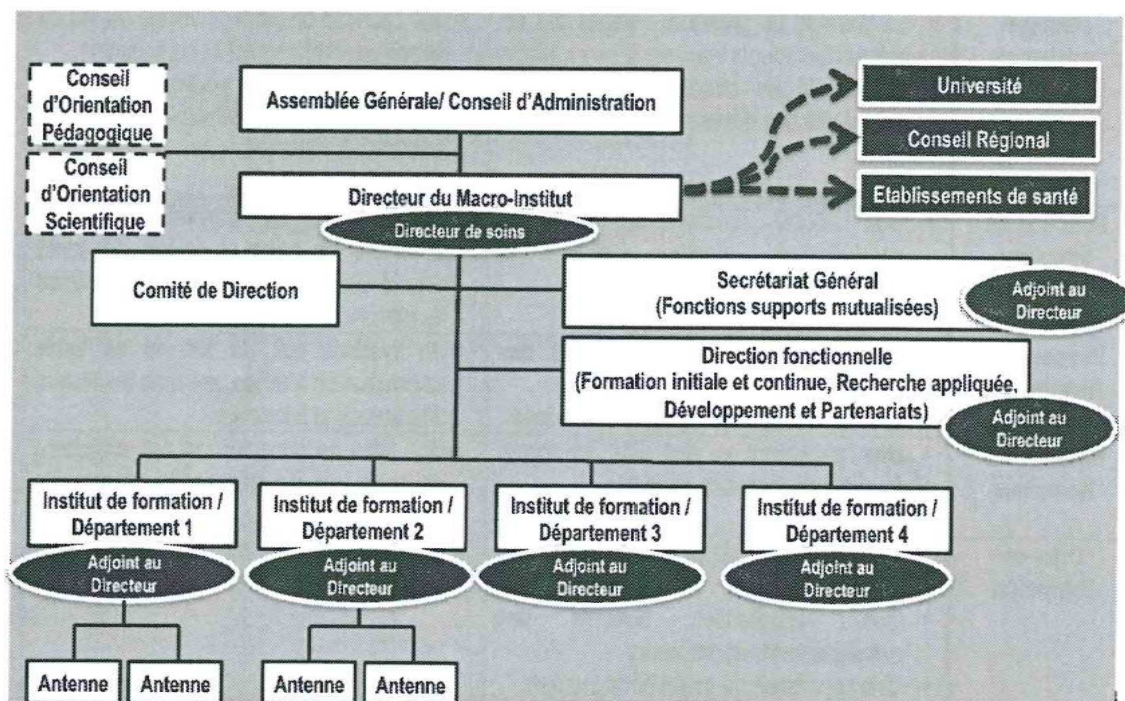 Conseil
d'Orientation
Pédagogique
Assemblée Générale/ Conseil d'Administration
Université
Conseil Régional
Conseil
d'Orientation
Scientifique
Directeur du Macro-Institut
Directeur de soins
Etablissements de santé
Comité de Direction
Secrétariat Général
(Fonctions supports mutualisées)
Adjoint au
Directeur
Direction fonctionnelle
(Formation initiale et continue, Recherche appliquée,
Développement et Partenariats)
Adjoint au
Directeur
Institut de formation /
Département 1
Adjoint au
Directeur
Institut de formation /
Département 2
Adjoint au
Directeur
Institut de formation /
Département 3
Adjoint au
Directeur
Institut de formation /
Département 4
Adjoint au
Directeur
Antenne
Antenne
Antenne
Antenne